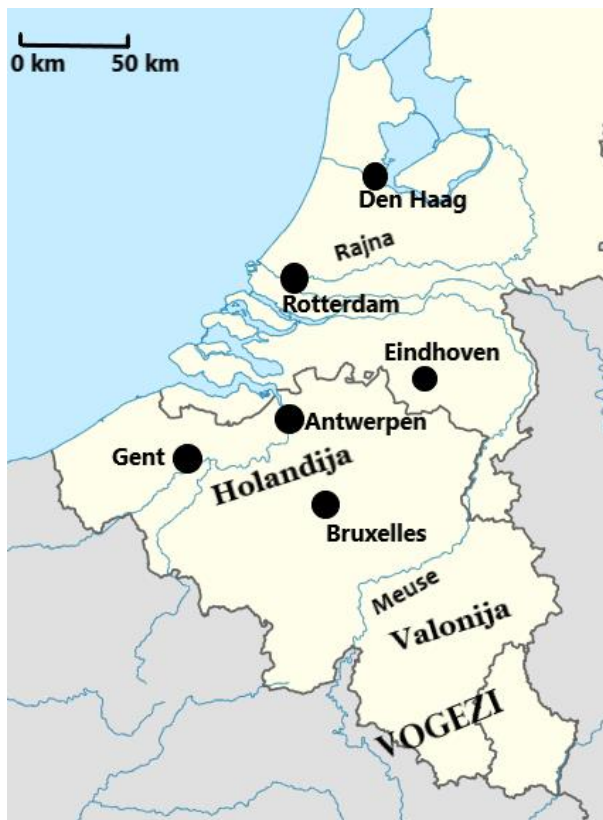 0 km 50 km
Den Haag
Rajna
Rotterdam
Eindhoven
Antwerpen
Gent
Holandija
Bruxelles
Meuse
Valonija
VOGEZI